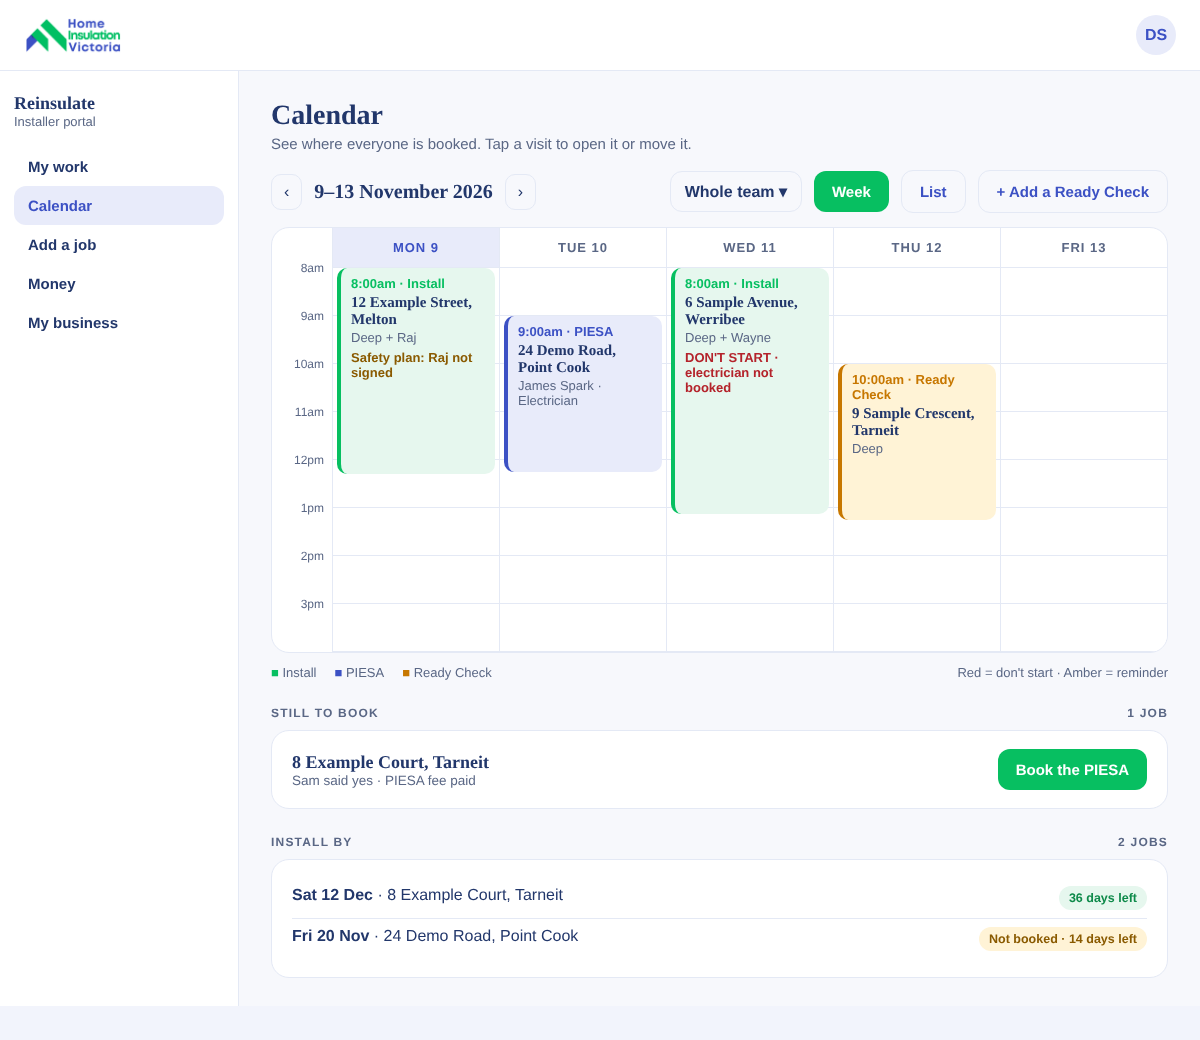 Home
Insulation
Victoria
DS
Reinsulate
Installer portal
My work
Calendar
Add a job
Money
My business
Calendar
See where everyone is booked. Tap a visit to open it or move it.
‹ 9–13 November 2026 ›
Whole team ▾
Week
List
+ Add a Ready Check
MON 9
TUE 10
WED 11
THU 12
FRI 13
8am
9am
10am
11am
12pm
1pm
2pm
3pm
8:00am · Install
12 Example Street,
Melton
Deep + Raj
Safety plan: Raj not
signed
9:00am · PIESA
24 Demo Road,
Point Cook
James Spark ·
Electrician
8:00am · Install
6 Sample Avenue,
Werribee
Deep + Wayne
DON'T START ·
electrician not
booked
10:00am · Ready
Check
9 Sample Crescent,
Tarneit
Deep
■ Install ■ PIESA ■ Ready Check
Red = don't start · Amber = reminder
STILL TO BOOK
1 JOB
8 Example Court, Tarneit
Sam said yes · PIESA fee paid
Book the PIESA
INSTALL BY
2 JOBS
Sat 12 Dec · 8 Example Court, Tarneit
36 days left
Fri 20 Nov · 24 Demo Road, Point Cook
Not booked · 14 days left